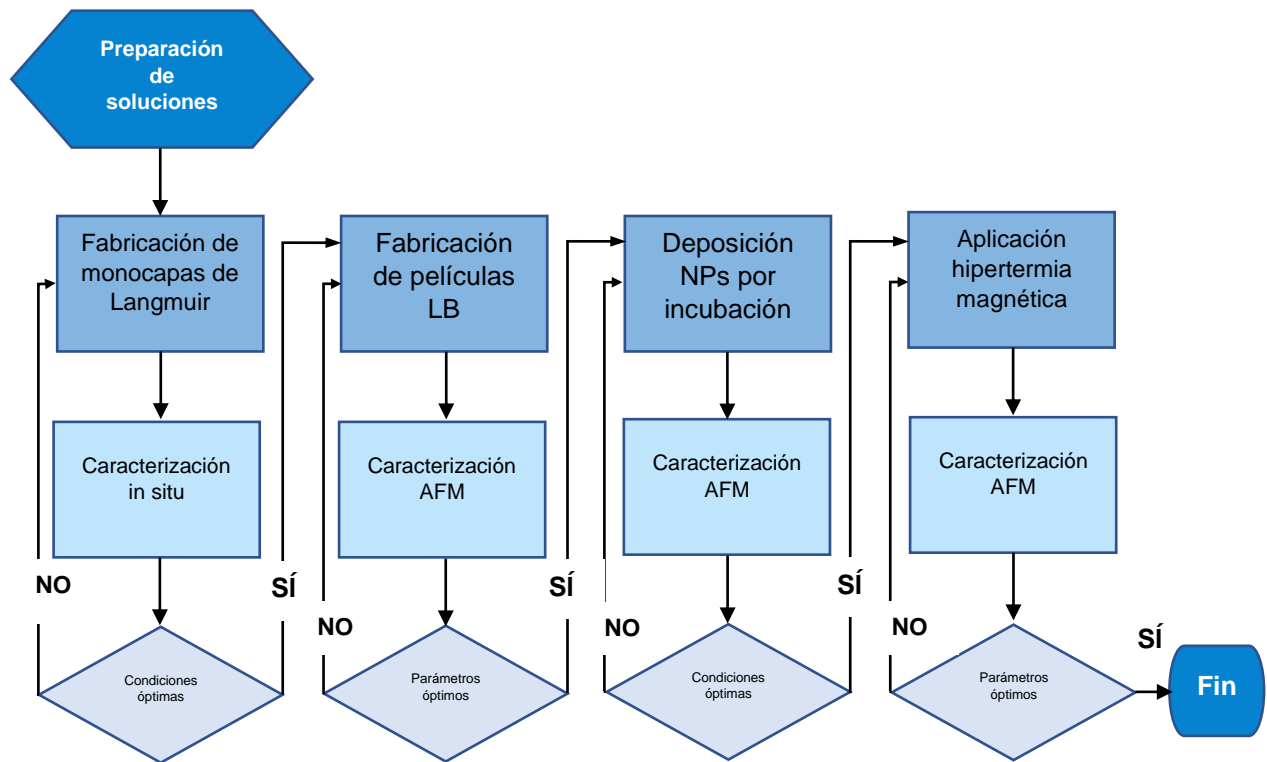 Preparación
de
soluciones
Fabricación de
monocapas de
Langmuir
Fabricación
de películas
LB
Deposición
NPs por
incubación
Aplicación
hipertermia
magnética
Caracterización
in situ
Caracterización
AFM
Caracterización
AFM
Caracterización
AFM
NO
SÍ
NO
SÍ
NO
SÍ
NO
SÍ
Condiciones
óptimas
Parámetros
óptimos
Condiciones
óptimas
Parámetros
óptimos
Fin